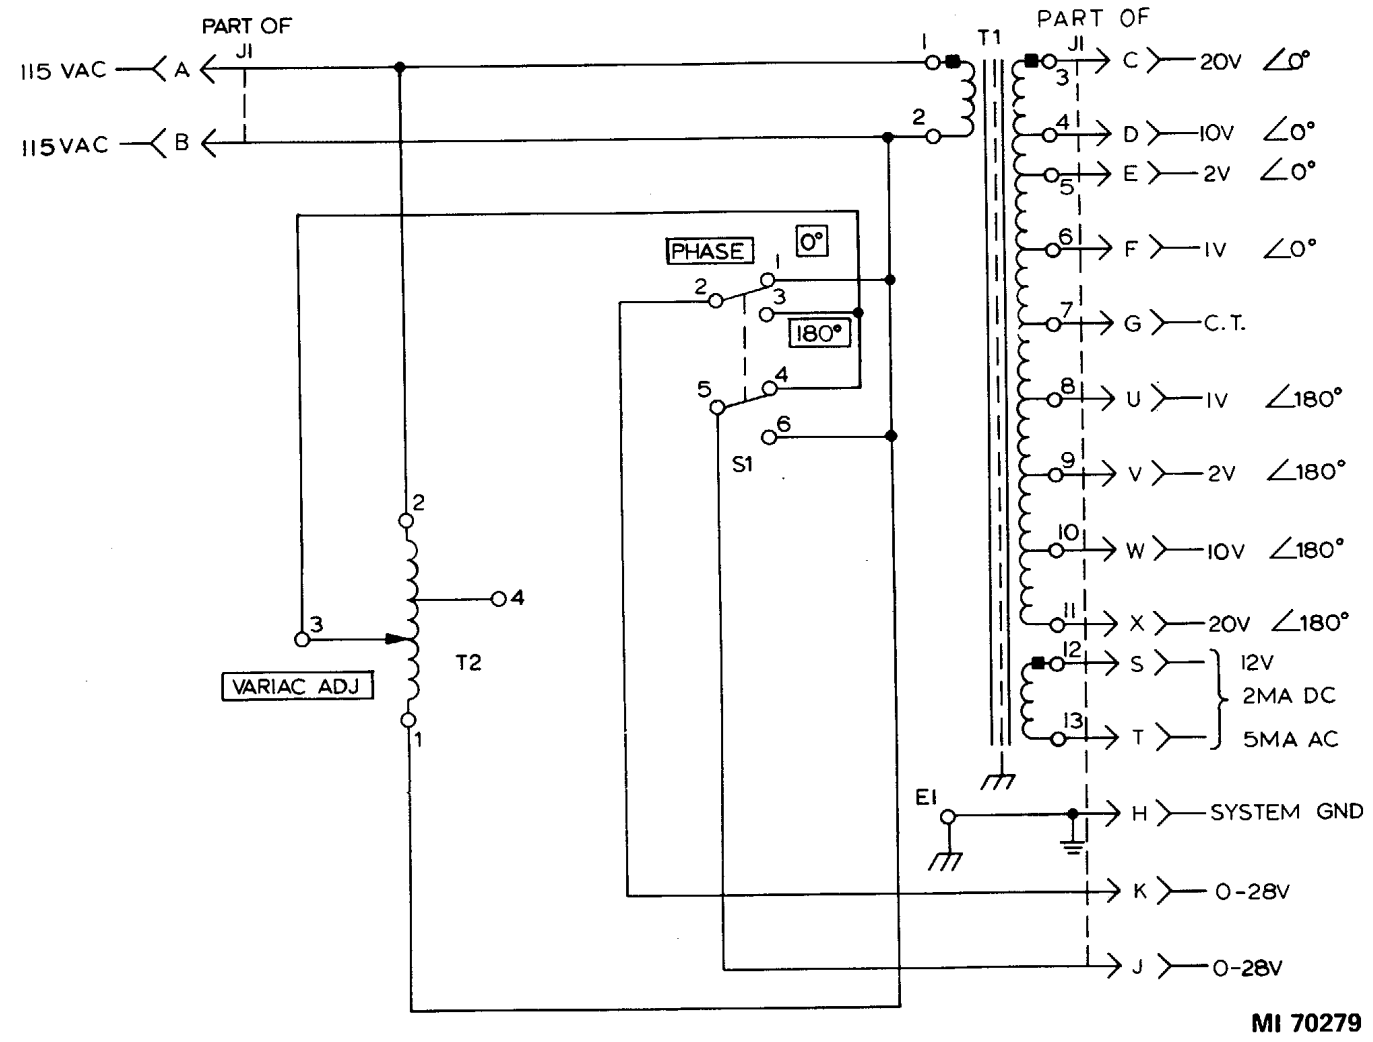 PART OF
J1
115 VAC A
115VAC B
1
2
T1
PART OF
J1
3 C 20V ∠0°
4 D 10V ∠0°
5 E 2V ∠0°
6 F 1V ∠0°
7 G C.T.
8 U 1V ∠180°
9 V 2V ∠180°
10 W 10V ∠180°
11 X 20V ∠180°
12 S 12V
2MA DC
13 T 5MA AC
E1
H SYSTEM GND
K 0-28V
J 0-28V
PHASE
0°
1
2
3
180°
4
5
6
S1
2
4
3
T2
VARIAC ADJ
1
MI 70279